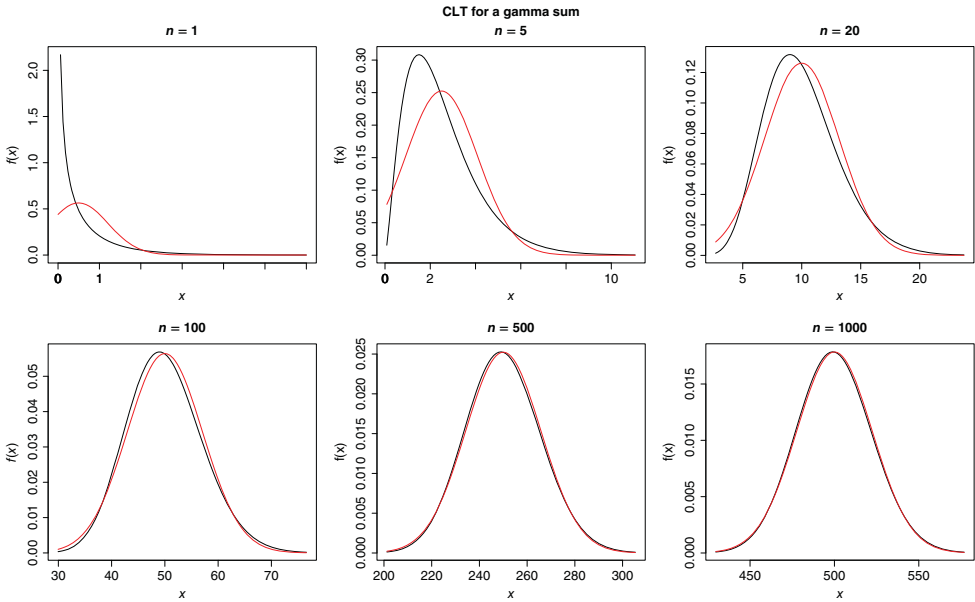 CLT for a gamma sum
n = 1
n = 5
n = 20
f(x)
2.0
1.5
1.0
0.5
0.0
0 1
x
f(x)
0.30
0.25
0.20
0.15
0.10
0.05
0.00
0 2 10
x
f(x)
0.12
0.10
0.08
0.06
0.04
0.02
0.00
5 10 15 20
x
n = 100
n = 500
n = 1000
f(x)
0.05
0.04
0.03
0.02
0.01
0.00
30 40 50 60 70
x
f(x)
0.025
0.020
0.015
0.010
0.005
0.000
200 220 240 260 280 300
x
f(x)
0.015
0.010
0.005
0.000
450 500 550
x